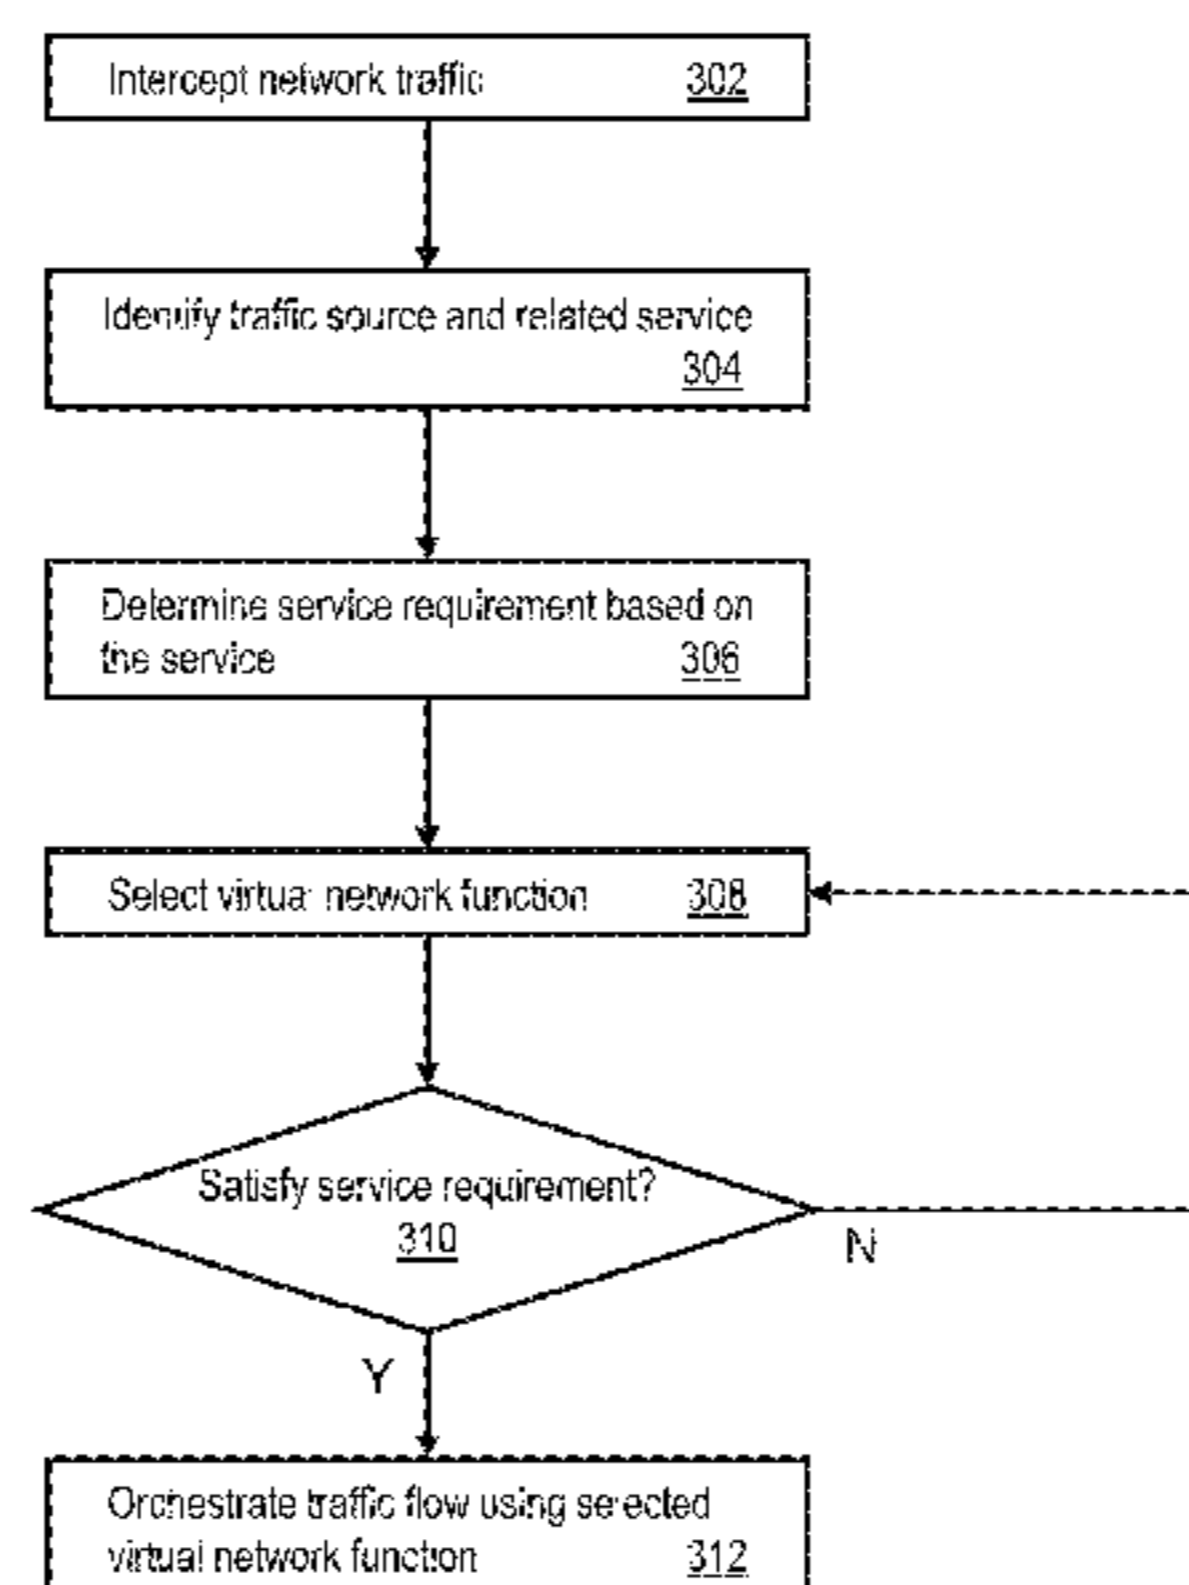 Intercept network traffic 302
Identify traffic source and related service
304
Determine service requirement based on
the service 306
Select virtual network function 308
Satisfy service requirement?
310
N
Y
Orchestrate traffic flow using selected
virtual network function 312